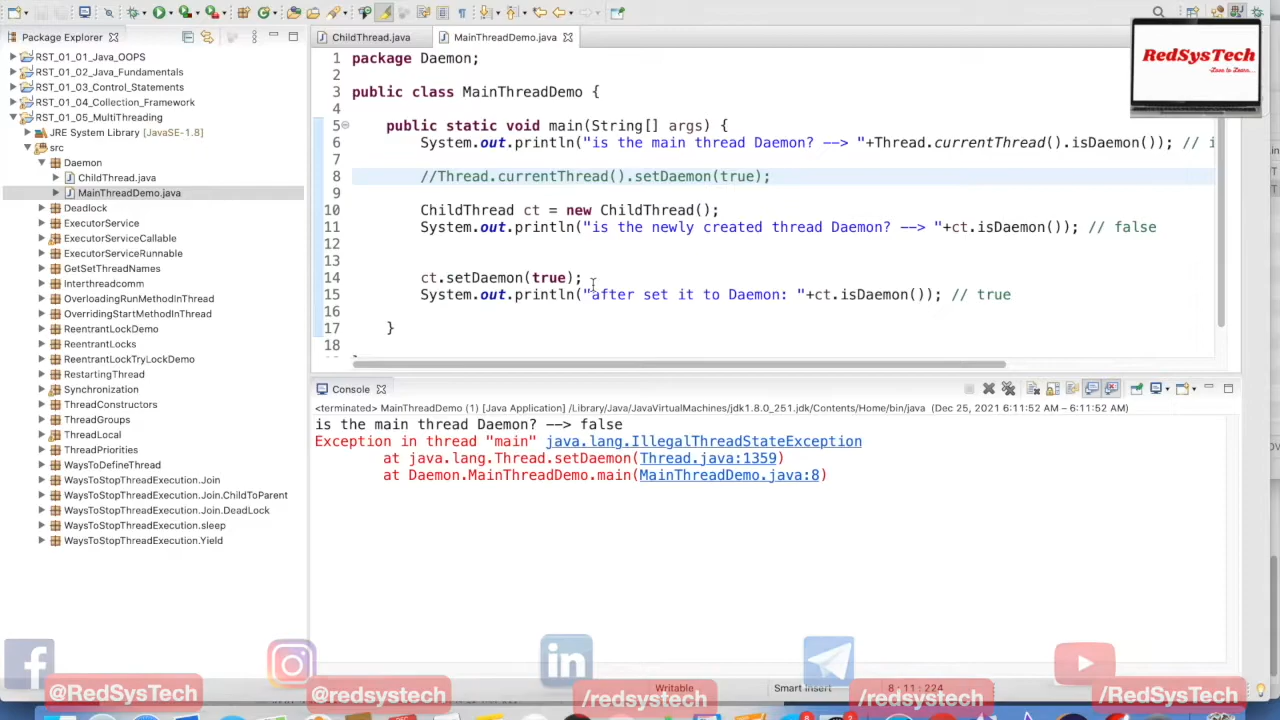 Package Explorer
ChildThread.java
MainThreadDemo.java
RedSysTech
RST_01_01_Java_OOPS
RST_01_02_Java_Fundamentals
RST_01_03_Control_Statements
RST_01_04_Collection_Framework
RST_01_05_MultiThreading
JRE System Library [JavaSE-1.8]
src
Daemon
ChildThread.java
MainThreadDemo.java
Deadlock
ExecutorService
ExecutorServiceCallable
ExecutorServiceRunnable
GetSetThreadNames
Interthreadcomm
OverloadingRunMethodInThread
OverridingStartMethodInThread
ReentrantLockDemo
ReentrantLocks
ReentrantLockTryLockDemo
RestartingThread
Synchronization
ThreadConstructors
ThreadGroups
ThreadLocal
ThreadPriorities
WaysToDefineThread
WaysToStopThreadExecution.Join
WaysToStopThreadExecution.Join.ChildToParent
WaysToStopThreadExecution.Join.DeadLock
WaysToStopThreadExecution.sleep
WaysToStopThreadExecution.Yield
1 package Daemon;
2
3 public class MainThreadDemo {
4
5 public static void main(String[] args) {
6 System.out.println("is the main thread Daemon? --> "+Thread.currentThread().isDaemon()); // i
7
8 //Thread.currentThread().setDaemon(true);
9
10 ChildThread ct = new ChildThread();
11 System.out.println("is the newly created thread Daemon? --> "+ct.isDaemon()); // false
12
13
14 ct.setDaemon(true);
15 System.out.println("after set it to Daemon: "+ct.isDaemon()); // true
16
17 }
18
Console
<terminated> MainThreadDemo (1) [Java Application] /Library/Java/JavaVirtualMachines/jdk1.8.0_251.jdk/Contents/Home/bin/java (Dec 25, 2021 6:11:52 AM – 6:11:52 AM)
is the main thread Daemon? --> false
Exception in thread "main" java.lang.IllegalThreadStateException
at java.lang.Thread.setDaemon(Thread.java:1359)
at Daemon.MainThreadDemo.main(MainThreadDemo.java:8)
Writable
Smart Insert
8 : 11 : 224
@RedSysTech
@redsystech
/redsystech
/redsystech
/RedSysTech